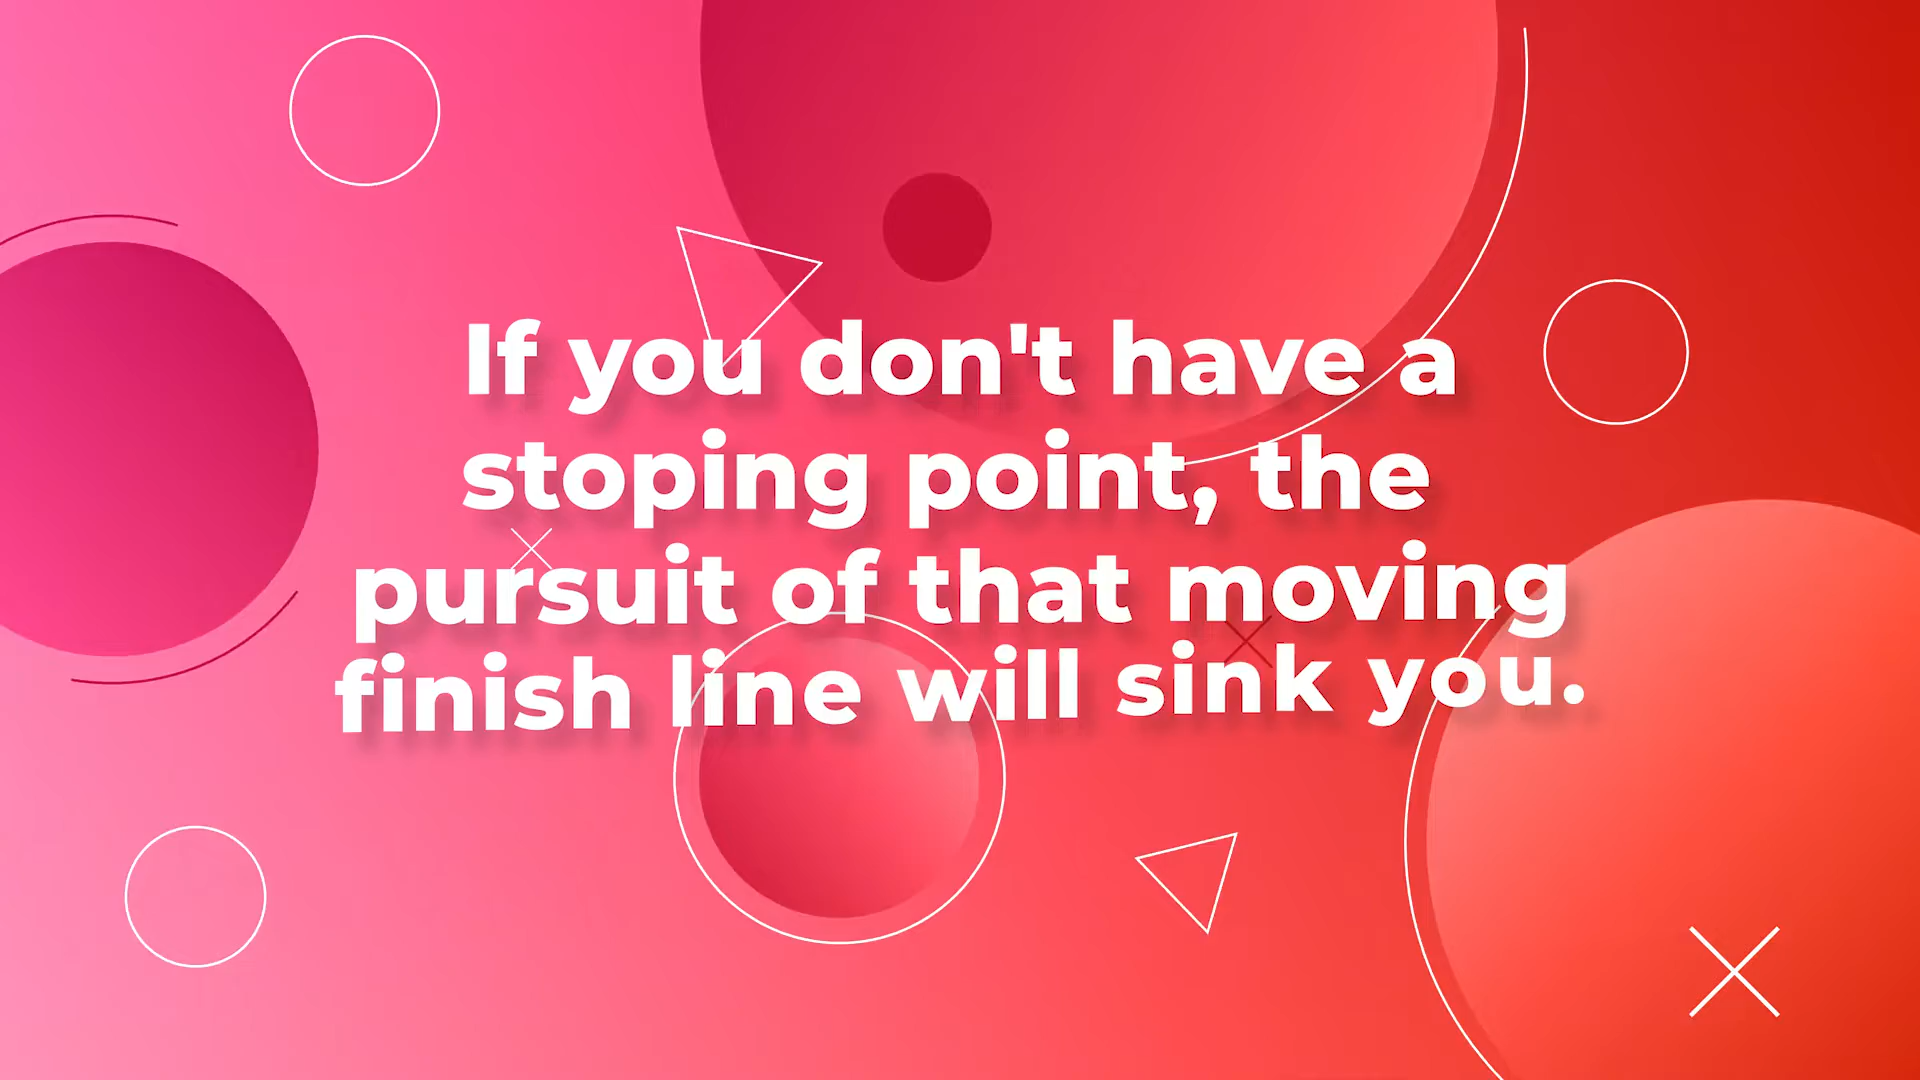 If you don't have a
stoping point, the
pursuit of that moving
finish line will sink you.